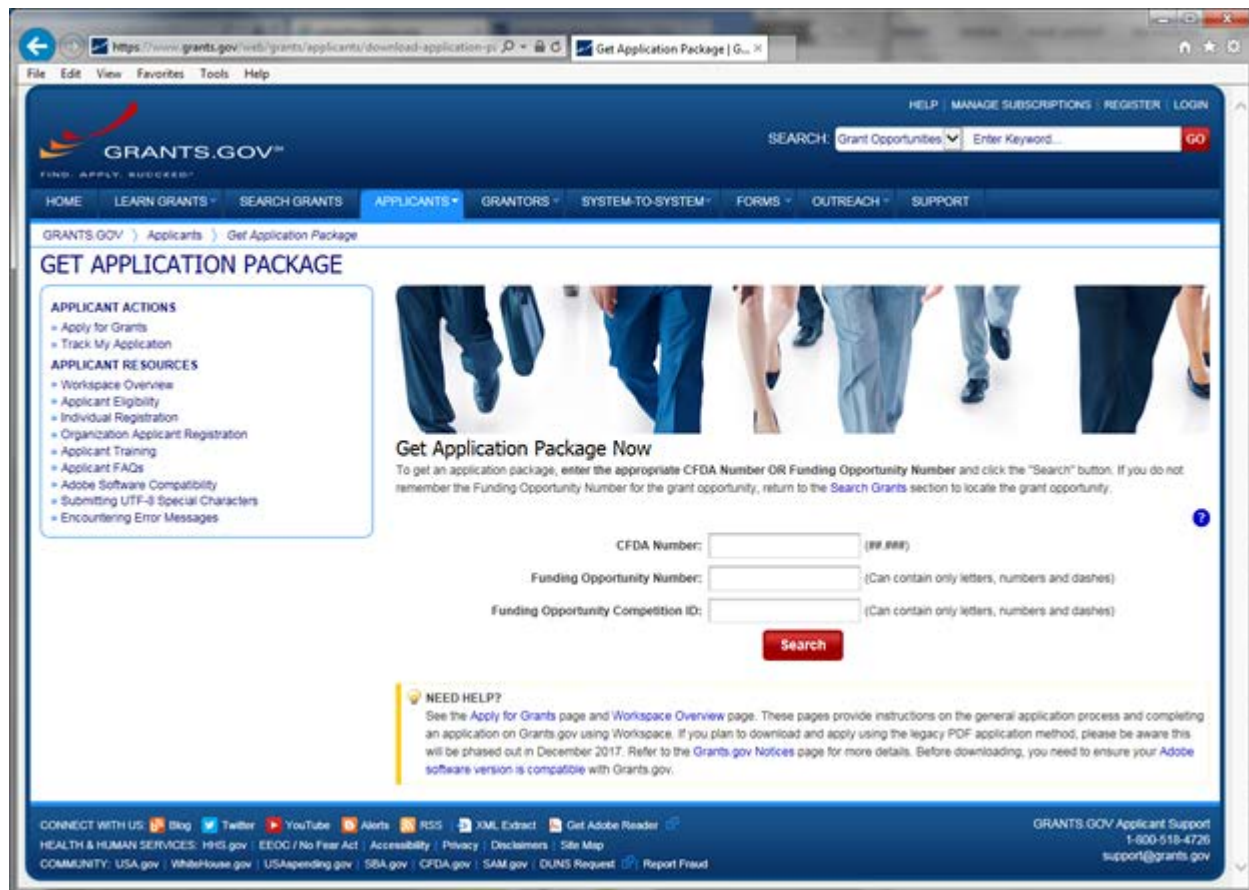 https://www.grants.gov/web/grants/applicants/download-application-p
Get Application Package | G...
File Edit View Favorites Tools Help
HELP | MANAGE SUBSCRIPTIONS | REGISTER | LOGIN
SEARCH: Grant Opportunities Enter Keyword... GO
GRANTS.GOV℠
FIND. APPLY. SUCCEED.℠
HOME LEARN GRANTS SEARCH GRANTS APPLICANTS GRANTORS SYSTEM-TO-SYSTEM FORMS OUTREACH SUPPORT
GRANTS.GOV 〉 Applicants 〉 Get Application Package
GET APPLICATION PACKAGE
APPLICANT ACTIONS
» Apply for Grants
» Track My Application
APPLICANT RESOURCES
» Workspace Overview
» Applicant Eligibility
» Individual Registration
» Organization Applicant Registration
» Applicant Training
» Applicant FAQs
» Adobe Software Compatibility
» Submitting UTF-8 Special Characters
» Encountering Error Messages
Get Application Package Now
To get an application package, enter the appropriate CFDA Number OR Funding Opportunity Number and click the "Search" button. If you do not
remember the Funding Opportunity Number for the grant opportunity, return to the Search Grants section to locate the grant opportunity.
?
CFDA Number: (##.###)
Funding Opportunity Number: (Can contain only letters, numbers and dashes)
Funding Opportunity Competition ID: (Can contain only letters, numbers and dashes)
Search
NEED HELP?
See the Apply for Grants page and Workspace Overview page. These pages provide instructions on the general application process and completing
an application on Grants.gov using Workspace. If you plan to download and apply using the legacy PDF application method, please be aware this
will be phased out in December 2017. Refer to the Grants.gov Notices page for more details. Before downloading, you need to ensure your Adobe
software version is compatible with Grants.gov.
CONNECT WITH US: Blog Twitter YouTube Alerts RSS | XML Extract Get Adobe Reader
HEALTH & HUMAN SERVICES: HHS.gov | EEOC / No Fear Act | Accessibility | Privacy | Disclaimers | Site Map
COMMUNITY: USA.gov | WhiteHouse.gov | USAspending.gov | SBA.gov | CFDA.gov | SAM.gov | DUNS Request | Report Fraud
GRANTS.GOV Applicant Support
1-800-518-4726
support@grants.gov